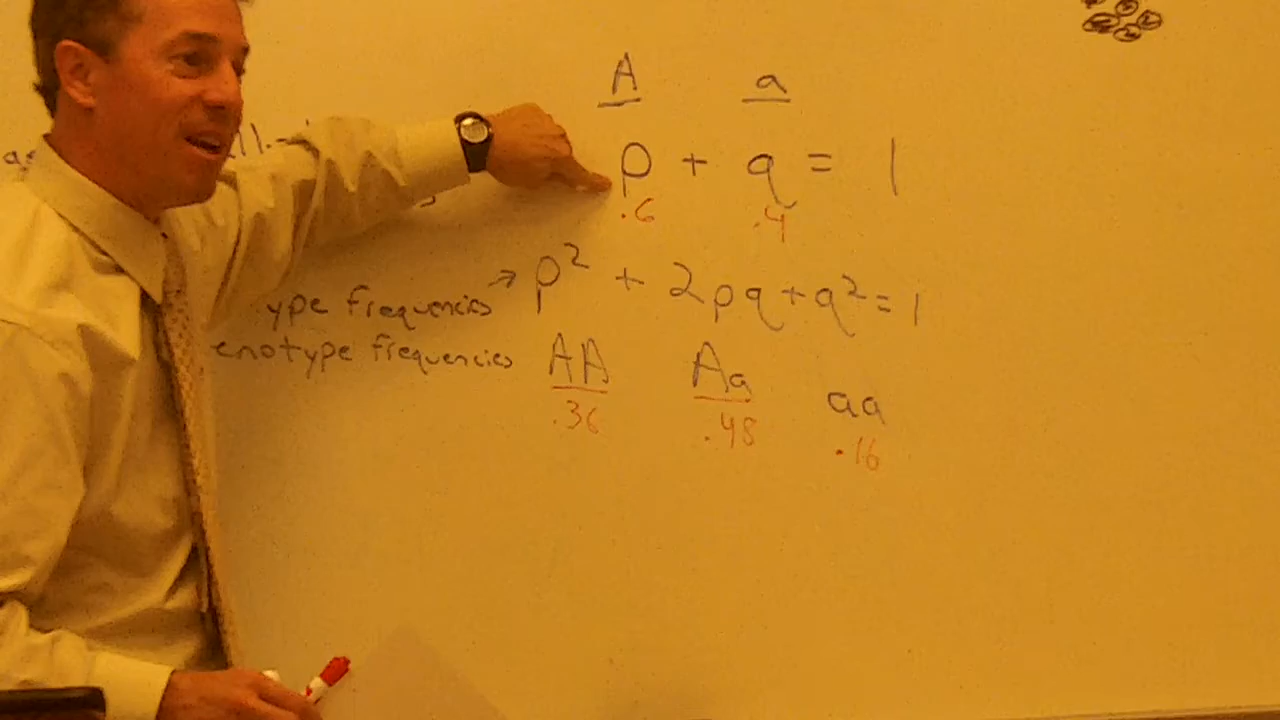 A a
p + q = 1
.6 .4
ype frequencies → p² + 2pq + q² = 1
enotype frequencies AA Aa aa
.36 .48 .16